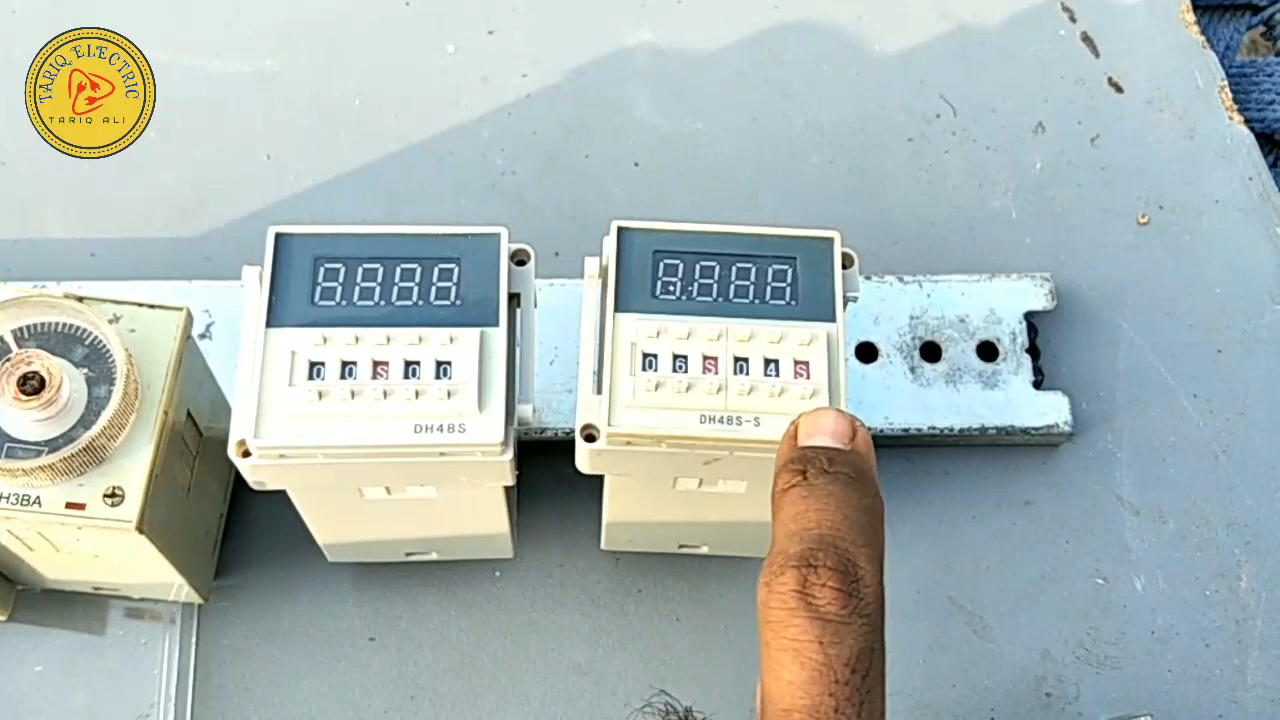 TARIQ ELECTRIC
TARIQ ALI
8.8.8.8.
8.8.8.8.
0 0 S 0 0
0 6 S 0 4 S
DH48S
DH48S-S
H3BA